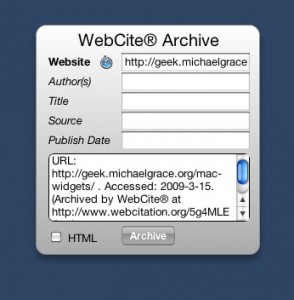 WebCite® Archive
Website http://geek.michaelgrace
Author(s)
Title
Source
Publish Date
URL:
http://geek.michaelgrace.org/mac-
widgets/ . Accessed: 2009-3-15.
(Archived by WebCite® at
http://www.webcitation.org/5g4MLE
HTML Archive